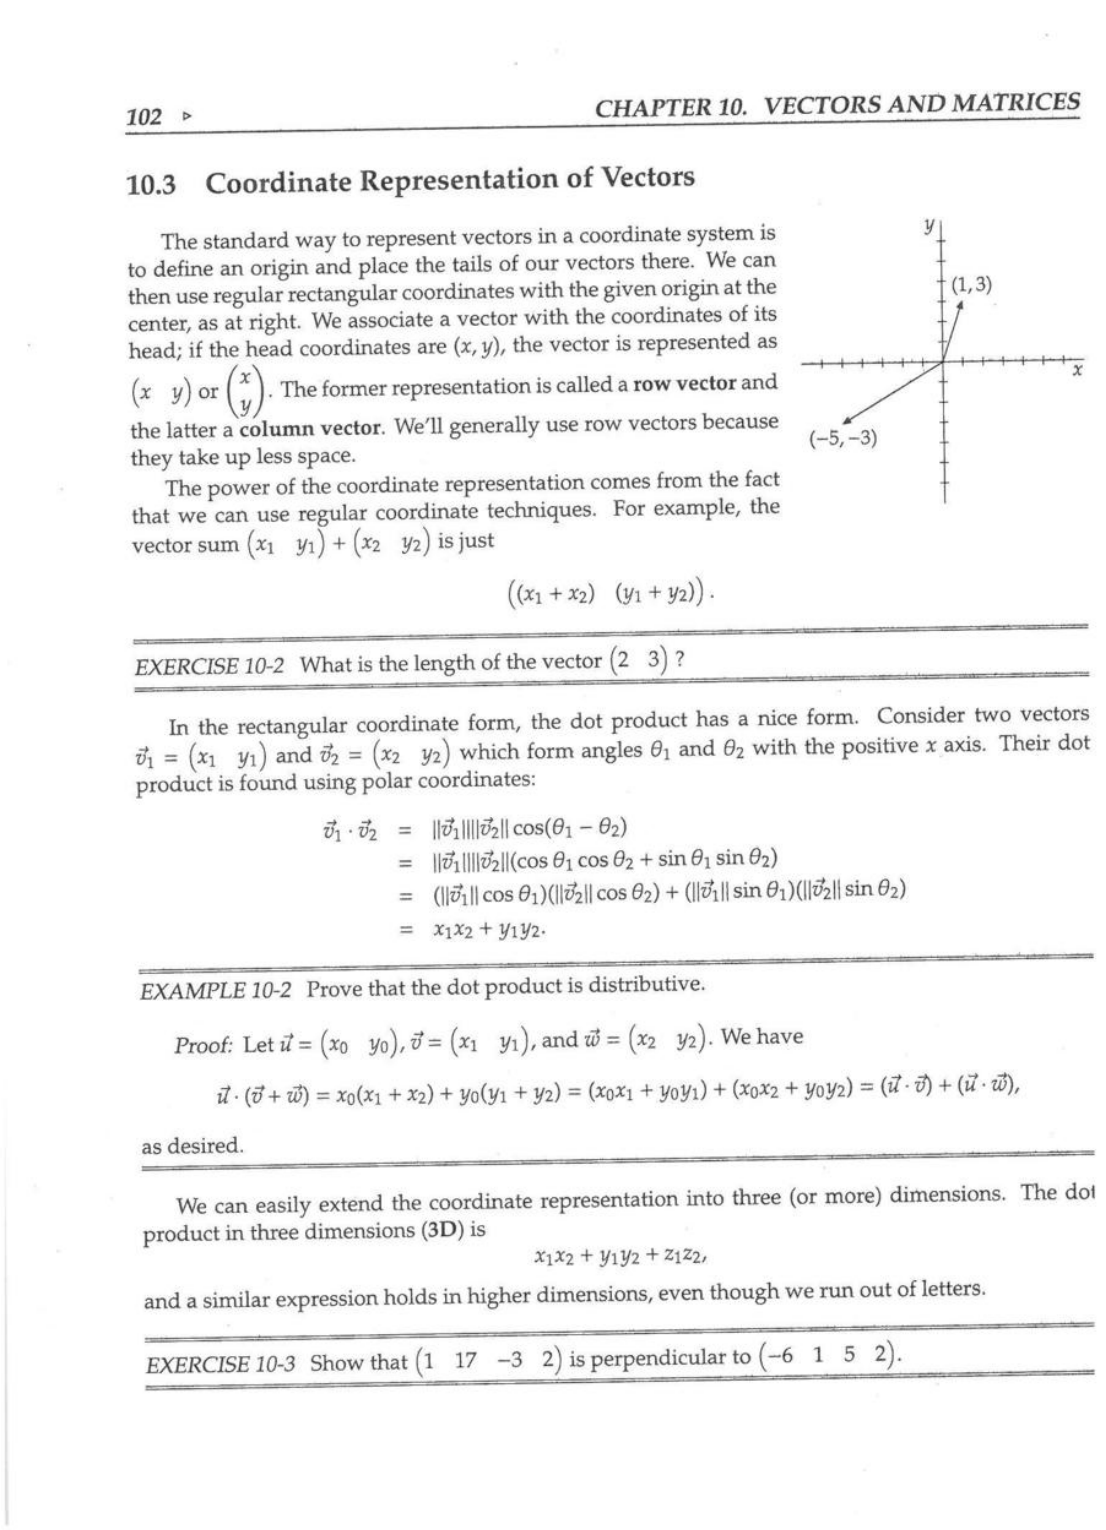 102 ▹
CHAPTER 10. VECTORS AND MATRICES
10.3 Coordinate Representation of Vectors
The standard way to represent vectors in a coordinate system is
to define an origin and place the tails of our vectors there. We can
then use regular rectangular coordinates with the given origin at the
center, as at right. We associate a vector with the coordinates of its
head; if the head coordinates are (x, y), the vector is represented as
(x y) or (x
y). The former representation is called a row vector and
the latter a column vector. We'll generally use row vectors because
they take up less space.
The power of the coordinate representation comes from the fact
that we can use regular coordinate techniques. For example, the
vector sum (x₁ y₁) + (x₂ y₂) is just
y
(1,3)
x
(−5,−3)
((x₁ + x₂) (y₁ + y₂)).
EXERCISE 10-2 What is the length of the vector (2 3) ?
In the rectangular coordinate form, the dot product has a nice form. Consider two vectors
v⃗₁ = (x₁ y₁) and v⃗₂ = (x₂ y₂) which form angles θ₁ and θ₂ with the positive x axis. Their dot
product is found using polar coordinates:
v⃗₁ · v⃗₂ = ||v⃗₁||||v⃗₂|| cos(θ₁ − θ₂)
= ||v⃗₁||||v⃗₂||(cos θ₁ cos θ₂ + sin θ₁ sin θ₂)
= (||v⃗₁|| cos θ₁)(||v⃗₂|| cos θ₂) + (||v⃗₁|| sin θ₁)(||v⃗₂|| sin θ₂)
= x₁x₂ + y₁y₂.
EXAMPLE 10-2 Prove that the dot product is distributive.
Proof: Let u⃗ = (x₀ y₀), v⃗ = (x₁ y₁), and w⃗ = (x₂ y₂). We have
u⃗ · (v⃗ + w⃗) = x₀(x₁ + x₂) + y₀(y₁ + y₂) = (x₀x₁ + y₀y₁) + (x₀x₂ + y₀y₂) = (u⃗ · v⃗) + (u⃗ · w⃗),
as desired.
We can easily extend the coordinate representation into three (or more) dimensions. The dot
product in three dimensions (3D) is
x₁x₂ + y₁y₂ + z₁z₂,
and a similar expression holds in higher dimensions, even though we run out of letters.
EXERCISE 10-3 Show that (1 17 −3 2) is perpendicular to (−6 1 5 2).